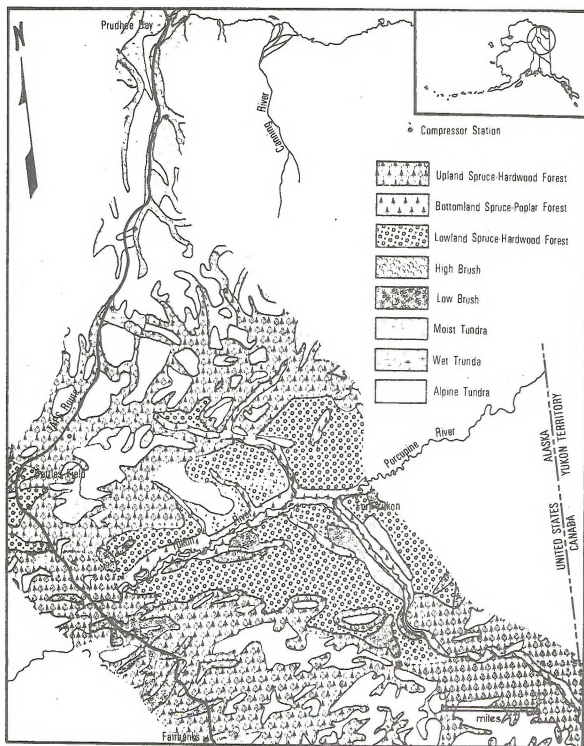 Prudhoe Bay
N
Canning
River
Compressor Station
Upland Spruce-Hardwood Forest
Bottomland Spruce-Poplar Forest
Lowland Spruce-Hardwood Forest
High Brush
Low Brush
Moist Tundra
Wet Trunda
Alpine Tundra
ALASKA
YUKON TERRITORY
Porcupine
River
UNITED STATES
CANADA
Route
Field
Yukon
miles
Fairbanks